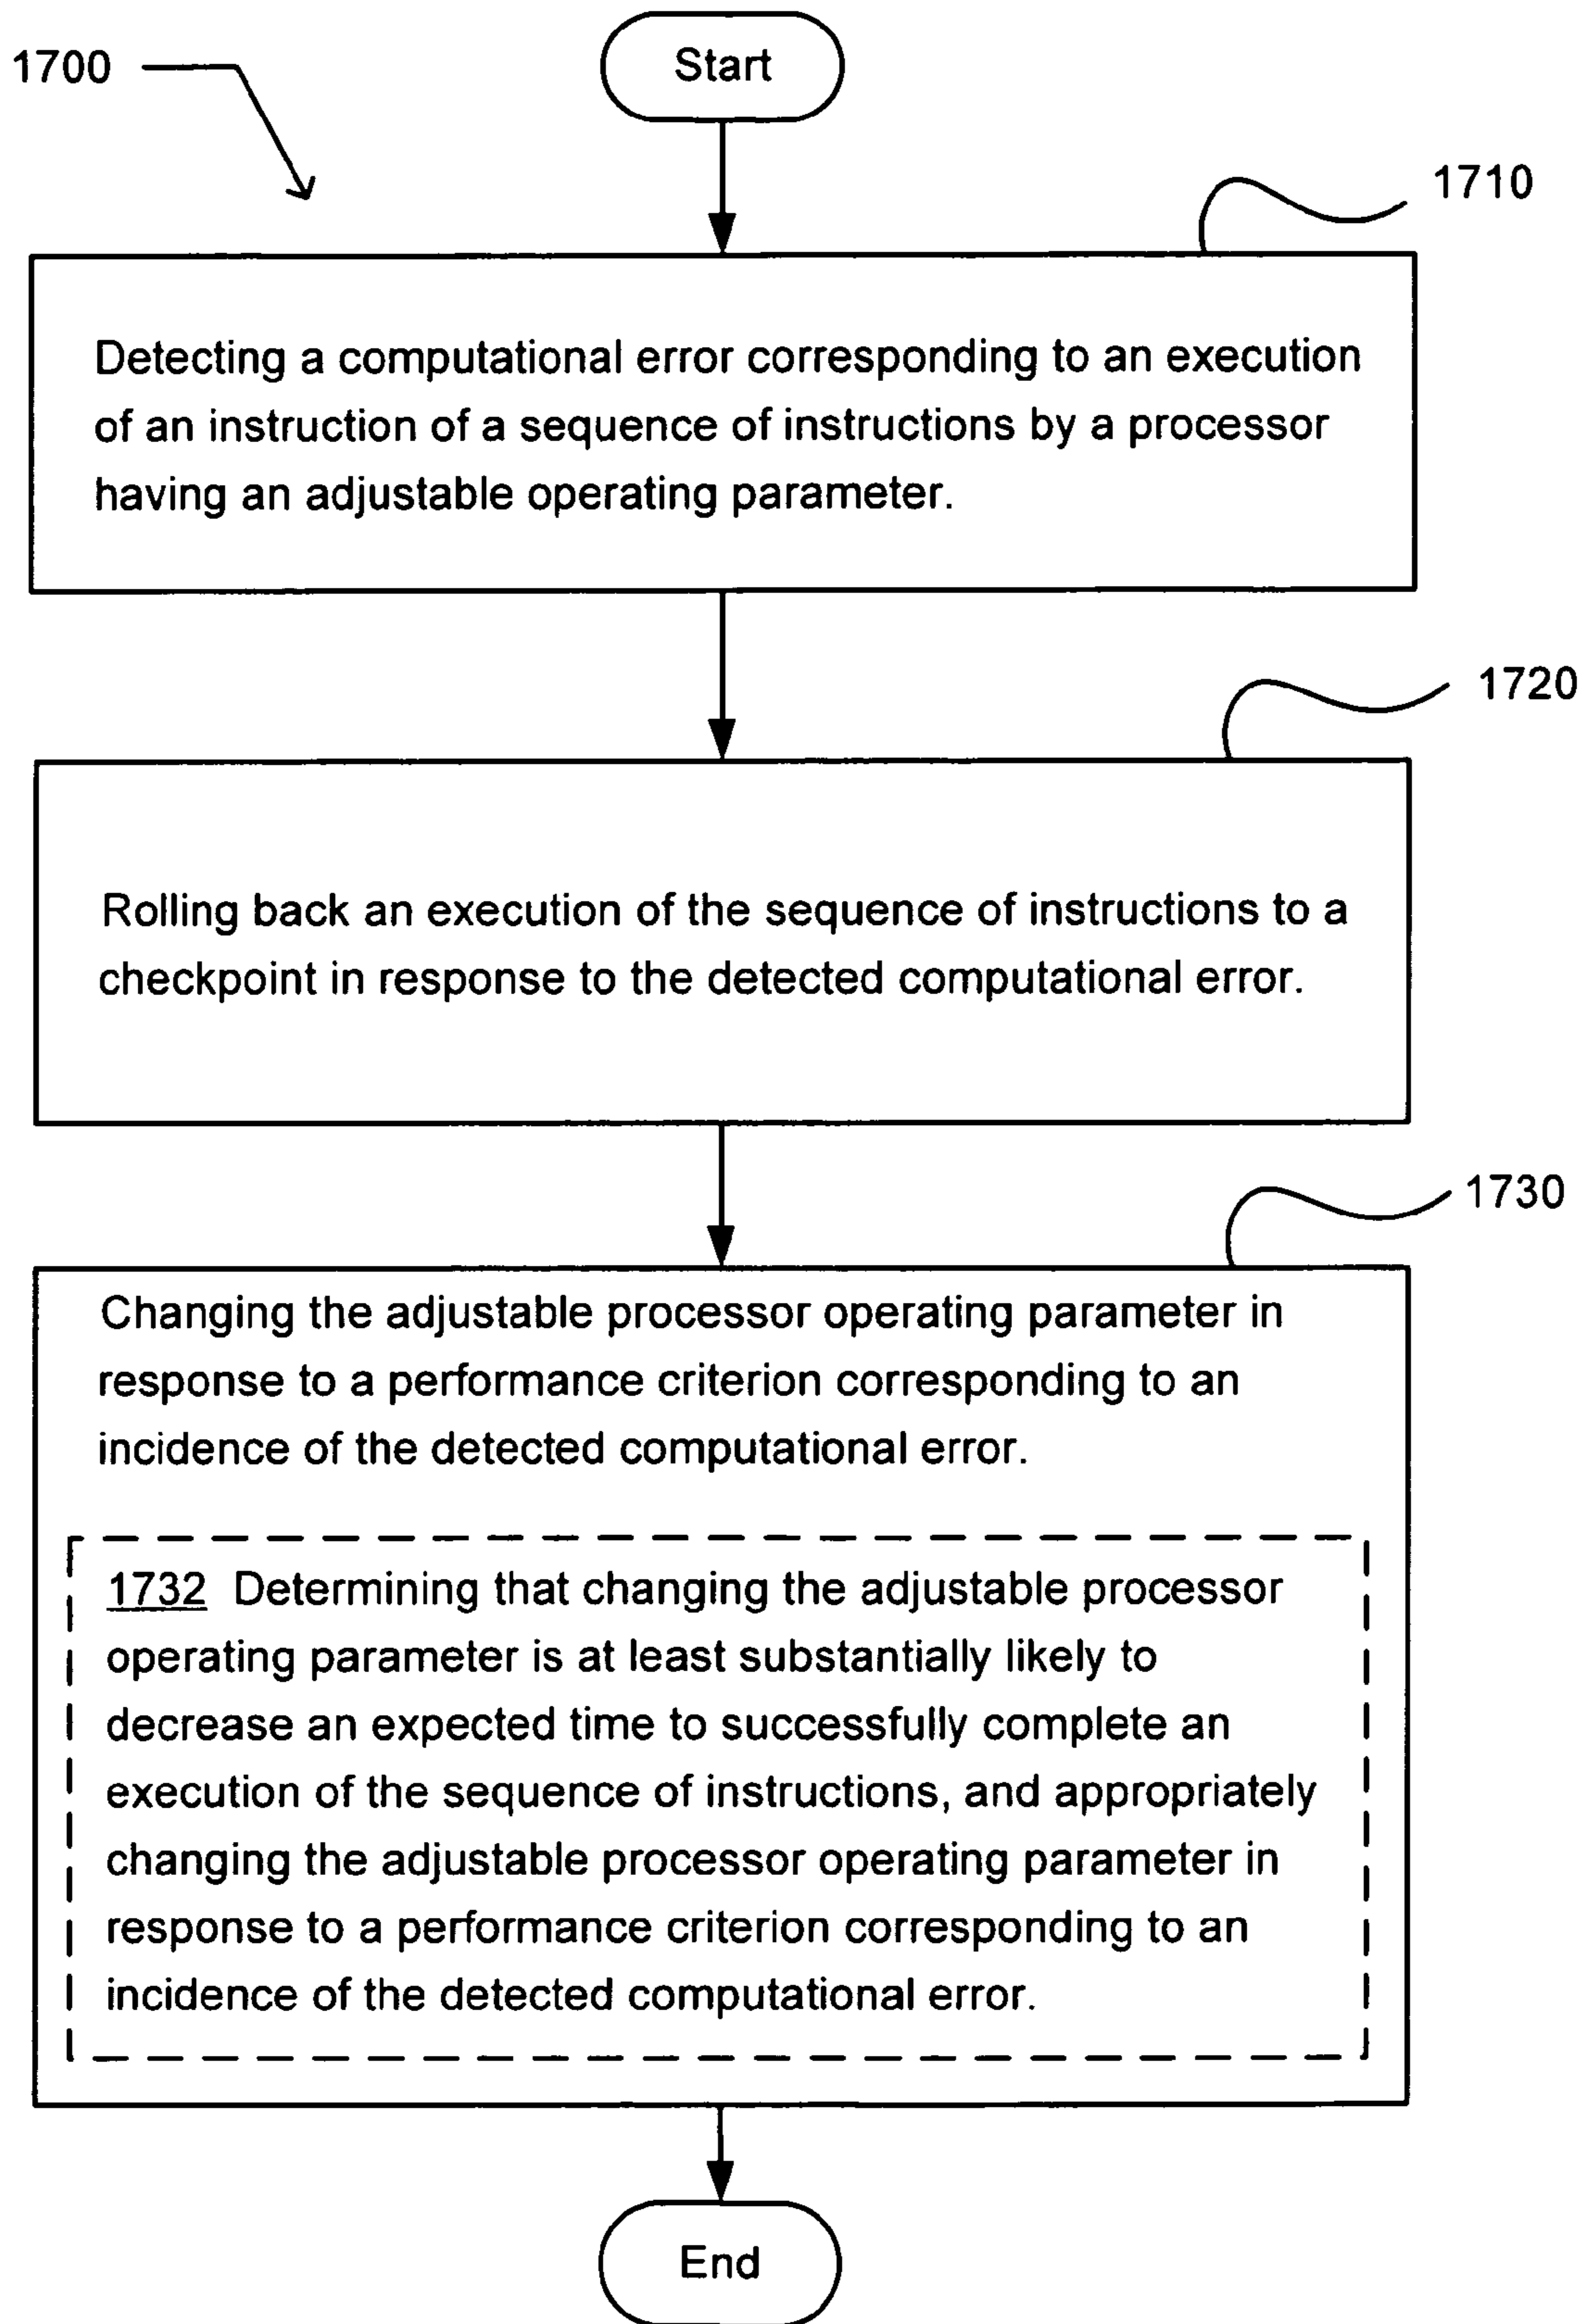 Start
1700
1710
Detecting a computational error corresponding to an execution
of an instruction of a sequence of instructions by a processor
having an adjustable operating parameter.
1720
Rolling back an execution of the sequence of instructions to a
checkpoint in response to the detected computational error.
1730
Changing the adjustable processor operating parameter in
response to a performance criterion corresponding to an
incidence of the detected computational error.
1732 Determining that changing the adjustable processor
operating parameter is at least substantially likely to
decrease an expected time to successfully complete an
execution of the sequence of instructions, and appropriately
changing the adjustable processor operating parameter in
response to a performance criterion corresponding to an
incidence of the detected computational error.
End